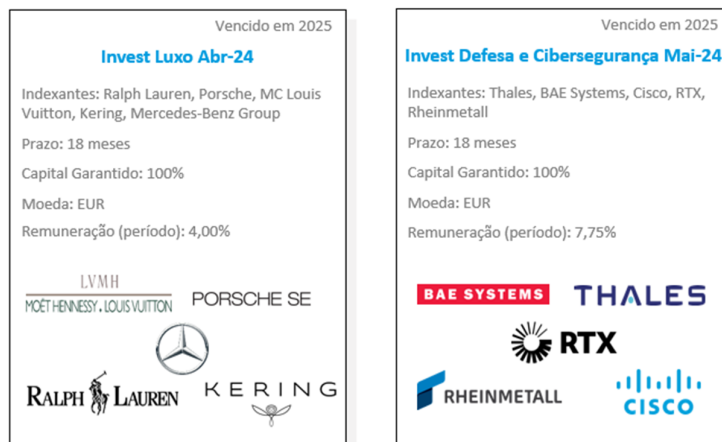 Vencido em 2025
Invest Luxo Abr-24
Indexantes: Ralph Lauren, Porsche, MC Louis
Vuitton, Kering, Mercedes-Benz Group
Prazo: 18 meses
Capital Garantido: 100%
Moeda: EUR
Remuneração (período): 4,00%
LVMH
MOËT HENNESSY . LOUIS VUITTON
PORSCHE SE
RALPH LAUREN
KERING
Vencido em 2025
Invest Defesa e Cibersegurança Mai-24
Indexantes: Thales, BAE Systems, Cisco, RTX,
Rheinmetall
Prazo: 18 meses
Capital Garantido: 100%
Moeda: EUR
Remuneração (período): 7,75%
BAE SYSTEMS
THALES
RTX
RHEINMETALL
CISCO